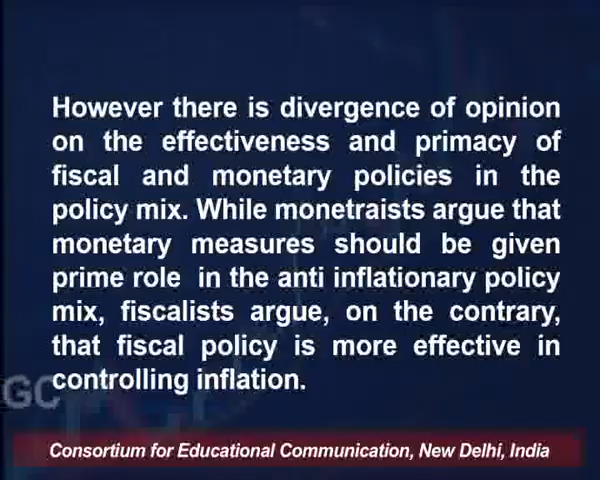 However there is divergence of opinion
on the effectiveness and primacy of
fiscal and monetary policies in the
policy mix. While monetraists argue that
monetary measures should be given
prime role in the anti inflationary policy
mix, fiscalists argue, on the contrary,
that fiscal policy is more effective in
controlling inflation.
GC
Consortium for Educational Communication, New Delhi, India